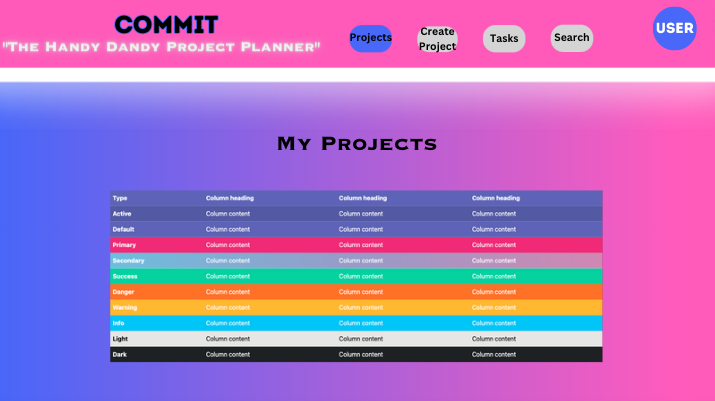 COMMIT
"The Handy Dandy Project Planner"
Projects
Create
Project
Tasks
Search
USER
My Projects
Type Column heading Column heading Column heading
Active Column content Column content Column content
Default Column content Column content Column content
Primary Column content Column content Column content
Secondary Column content Column content Column content
Success Column content Column content Column content
Danger Column content Column content Column content
Warning Column content Column content Column content
Info Column content Column content Column content
Light Column content Column content Column content
Dark Column content Column content Column content